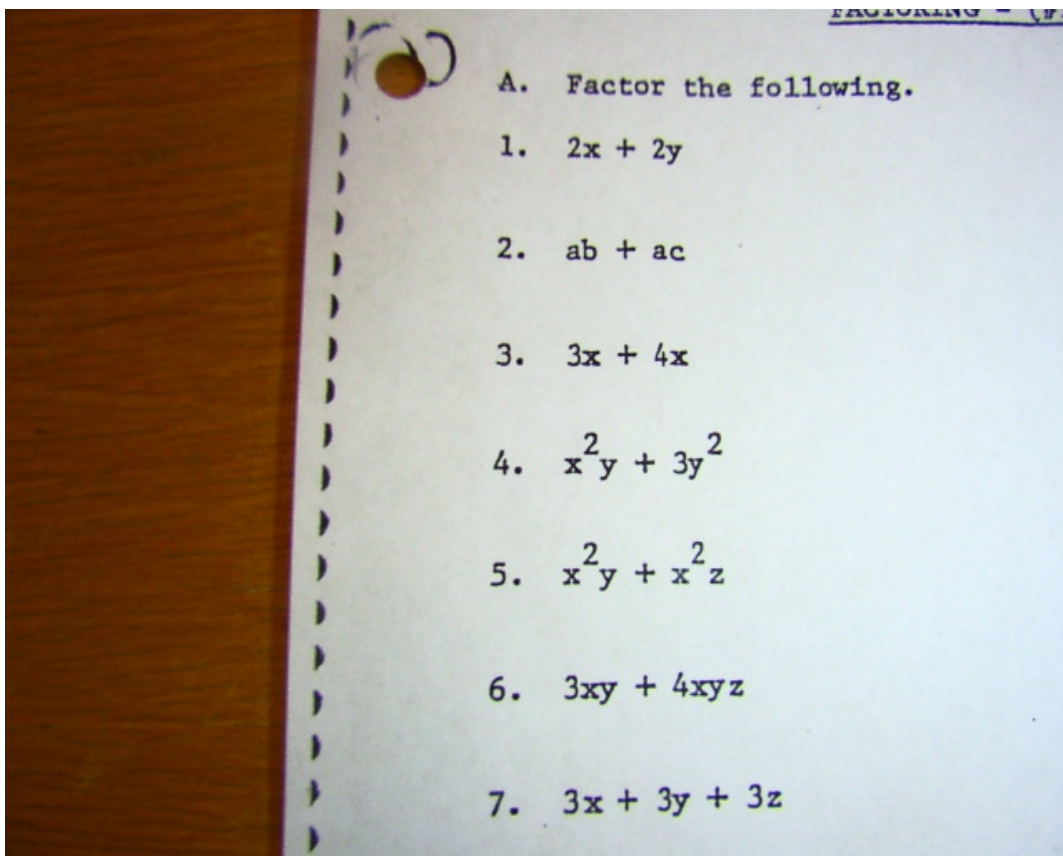 FACTORING - (#
A. Factor the following.
1. 2x + 2y
2. ab + ac
3. 3x + 4x
4. x²y + 3y²
5. x²y + x²z
6. 3xy + 4xyz
7. 3x + 3y + 3z